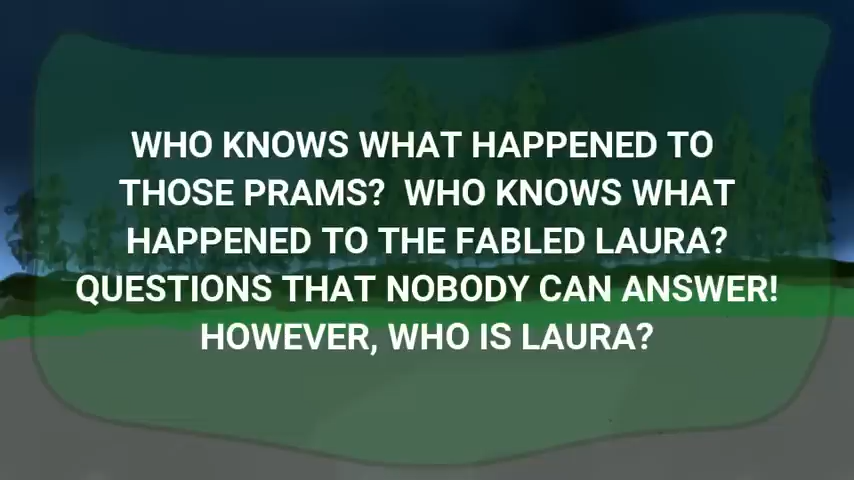 WHO KNOWS WHAT HAPPENED TO
THOSE PRAMS?  WHO KNOWS WHAT
HAPPENED TO THE FABLED LAURA?
QUESTIONS THAT NOBODY CAN ANSWER!
HOWEVER, WHO IS LAURA?